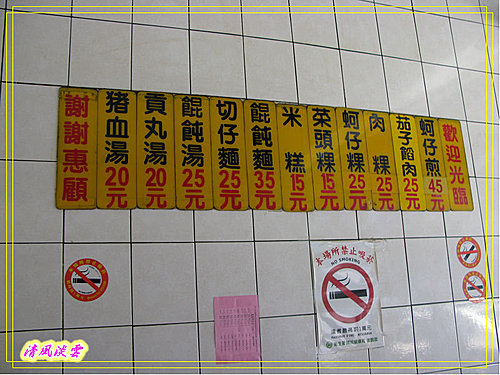 歡迎光臨
蚵仔煎 45元
茄子餡肉 25元
肉粿 25元
蚵仔粿 25元
菜頭粿 15元
米糕 15元
餛飩麵 35元
切仔麵 25元
餛飩湯 25元
貢丸湯 20元
豬血湯 20元
謝謝惠顧
本場所禁止吸菸
NO SMOKING
清風淡雲